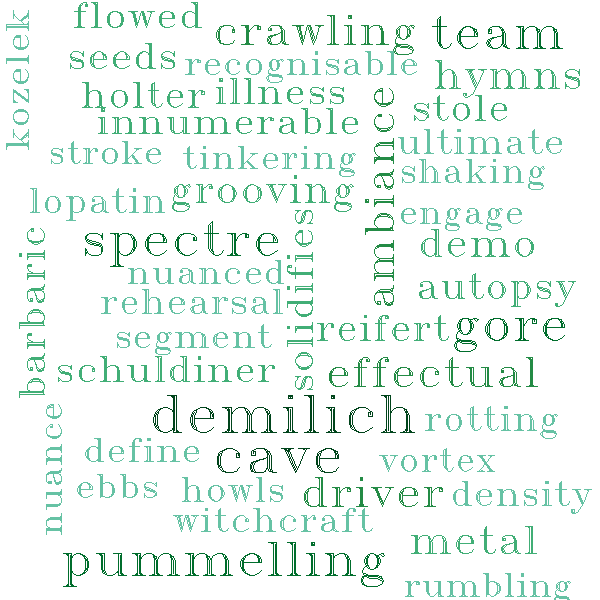 flowed
crawling
team
kozelek
seeds
recognisable
hymns
holter
illness
stole
innumerable
ambiance
ultimate
stroke
tinkering
shaking
lopatin
grooving
engage
spectre
solidifies
demo
barbaric
nuanced
autopsy
rehearsal
segment
reifert
gore
schuldiner
effectual
demilich
rotting
nuance
define
cave
vortex
ebbs
howls
driver
density
witchcraft
pummelling
metal
rumbling